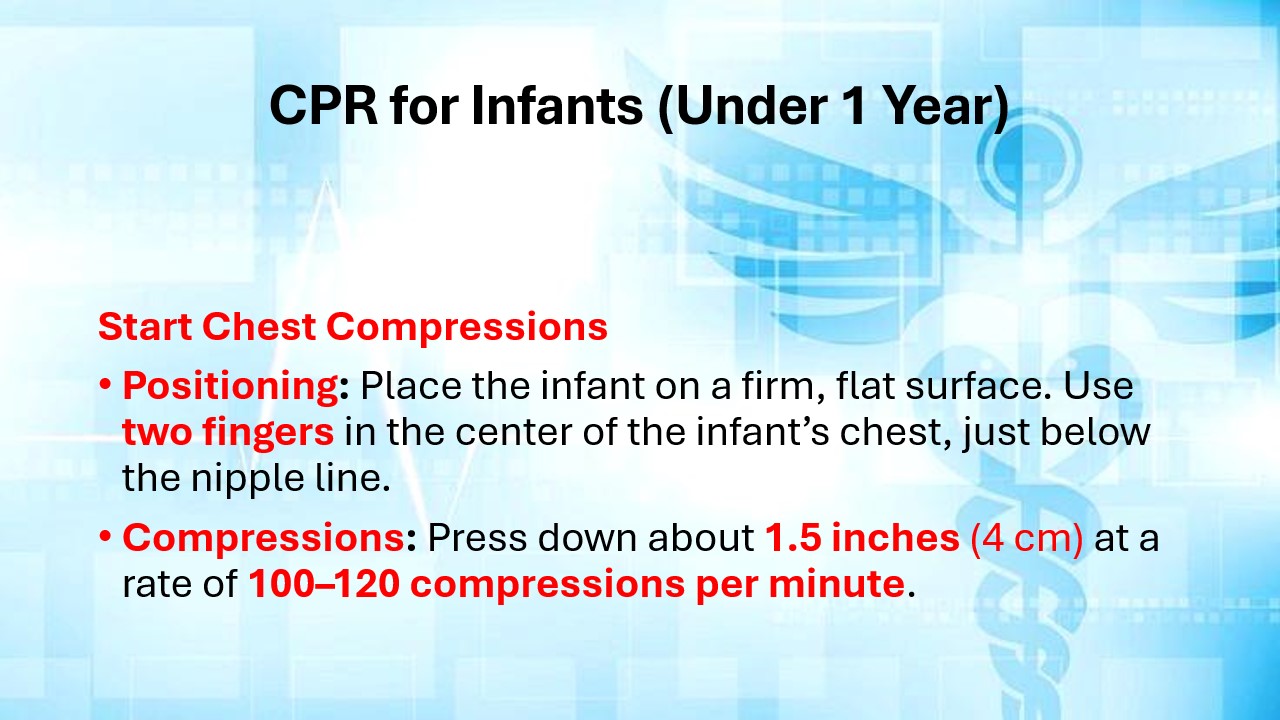 CPR for Infants (Under 1 Year)
Start Chest Compressions
• Positioning: Place the infant on a firm, flat surface. Use
two fingers in the center of the infant’s chest, just below
the nipple line.
• Compressions: Press down about 1.5 inches (4 cm) at a
rate of 100–120 compressions per minute.